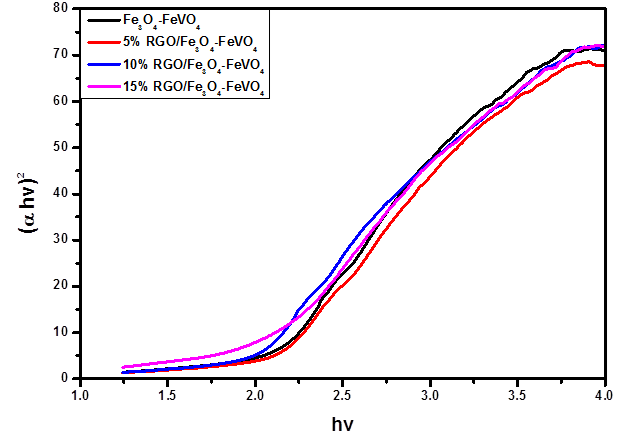 80
70
60
50
40
30
20
10
0
(α hv)²
Fe₃O₄-FeVO₄
5% RGO/Fe₃O₄-FeVO₄
10% RGO/Fe₃O₄-FeVO₄
15% RGO/Fe₃O₄-FeVO₄
1.0 1.5 2.0 2.5 3.0 3.5 4.0
hv